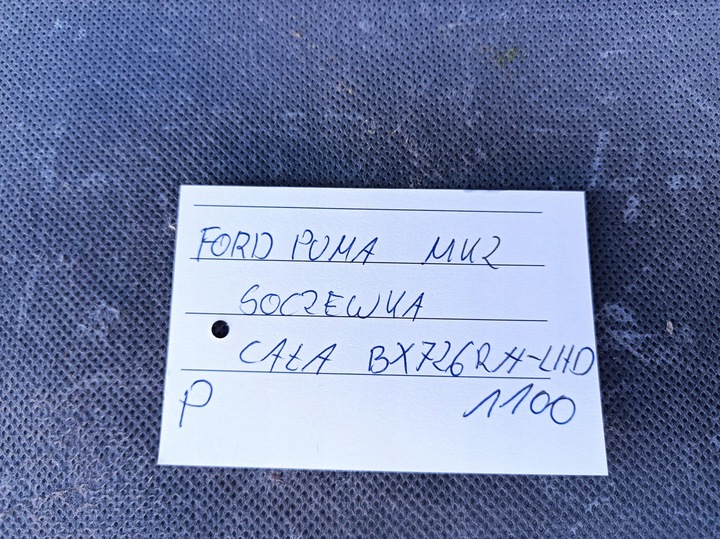 FORD PUMA MK2
SOCZEWKA
CAŁA BX726RH-LHD
P 1100